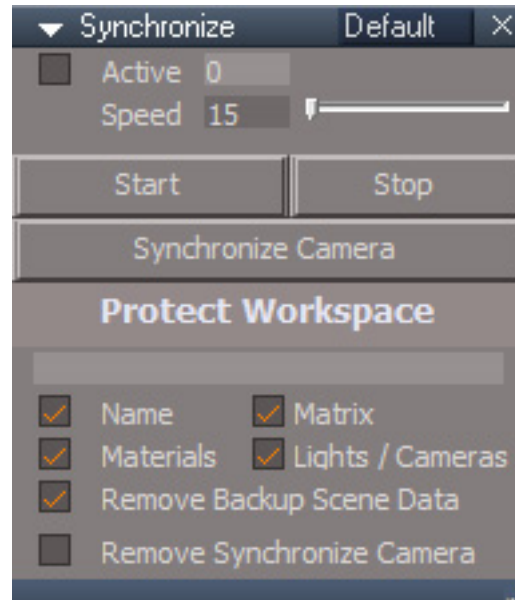 Synchronize Default
Active 0
Speed 15
Start Stop
Synchronize Camera
Protect Workspace
Name Matrix
Materials Lights / Cameras
Remove Backup Scene Data
Remove Synchronize Camera